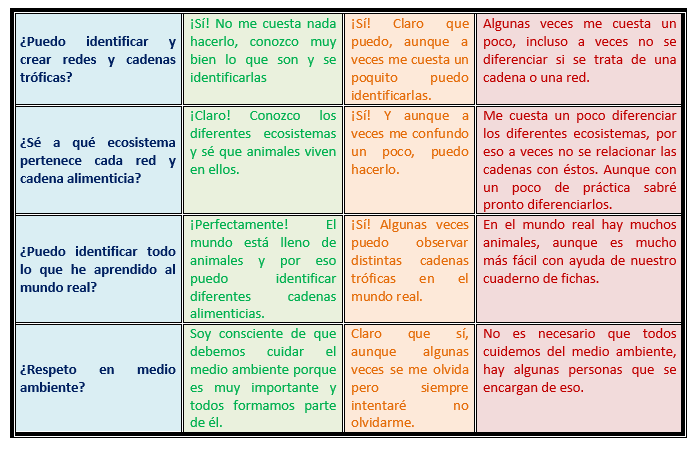 ¿Puedo identificar y
crear redes y cadenas
tróficas?
¡Sí! No me cuesta nada
hacerlo, conozco muy
bien lo que son y se
identificarlas
¡Sí! Claro que
puedo, aunque a
veces me cuesta un
poquito puedo
identificarlas.
Algunas veces me cuesta un
poco, incluso a veces no se
diferenciar si se trata de una
cadena o una red.
¿Sé a qué ecosistema
pertenece cada red y
cadena alimenticia?
¡Claro! Conozco los
diferentes ecosistemas
y sé que animales viven
en ellos.
¡Sí! Y aunque a
veces me confundo
un poco, puedo
hacerlo.
Me cuesta un poco diferenciar
los diferentes ecosistemas, por
eso a veces no se relacionar las
cadenas con éstos. Aunque con
un poco de práctica sabré
pronto diferenciarlos.
¿Puedo identificar todo
lo que he aprendido al
mundo real?
¡Perfectamente! El
mundo está lleno de
animales y por eso
puedo identificar
diferentes cadenas
alimenticias.
¡Sí! Algunas veces
puedo observar
distintas cadenas
tróficas en el
mundo real.
En el mundo real hay muchos
animales, aunque es mucho
más fácil con ayuda de nuestro
cuaderno de fichas.
¿Respeto en medio
ambiente?
Soy consciente de que
debemos cuidar el
medio ambiente porque
es muy importante y
todos formamos parte
de él.
Claro que sí,
aunque algunas
veces se me olvida
pero siempre
intentaré no
olvidarme.
No es necesario que todos
cuidemos del medio ambiente,
hay algunas personas que se
encargan de eso.